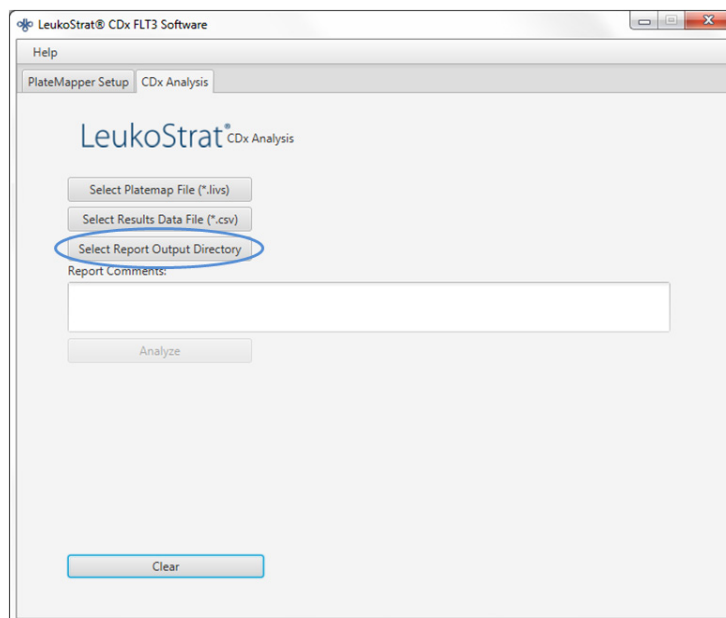 LeukoStrat® CDx FLT3 Software
Help
PlateMapper Setup CDx Analysis
LeukoStrat® CDx Analysis
Select Platemap File (*.livs)
Select Results Data File (*.csv)
Select Report Output Directory
Report Comments:
Analyze
Clear